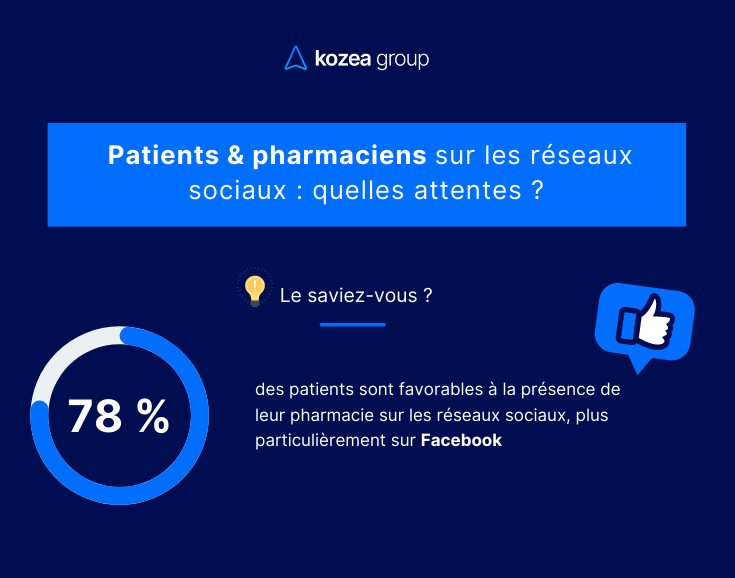 kozea group
Patients & pharmaciens sur les réseaux
sociaux : quelles attentes ?
Le saviez-vous ?
78 %
des patients sont favorables à la présence de
leur pharmacie sur les réseaux sociaux, plus
particulièrement sur Facebook